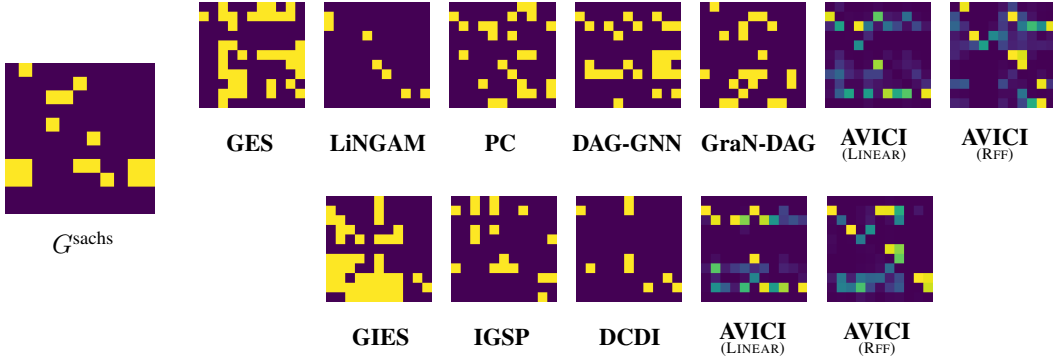 GES LiNGAM PC DAG-GNN GraN-DAG AVICI AVICI
(LINEAR) (RFF)
G^sachs
GIES IGSP DCDI AVICI AVICI
(LINEAR) (RFF)